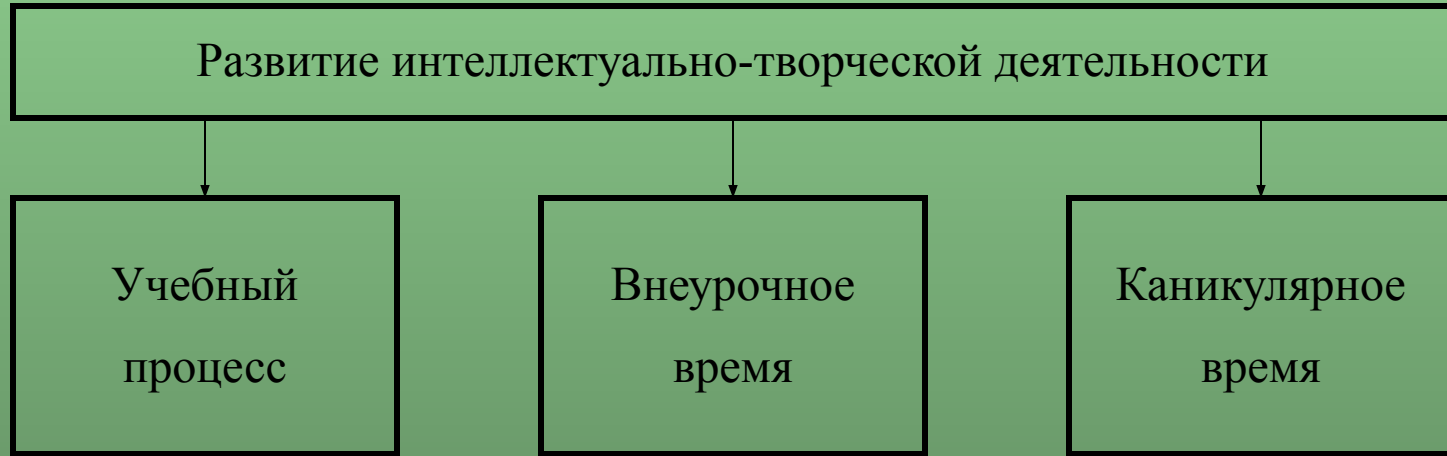 Развитие интеллектуально-творческой деятельности
Учебный
процесс
Внеурочное
время
Каникулярное
время